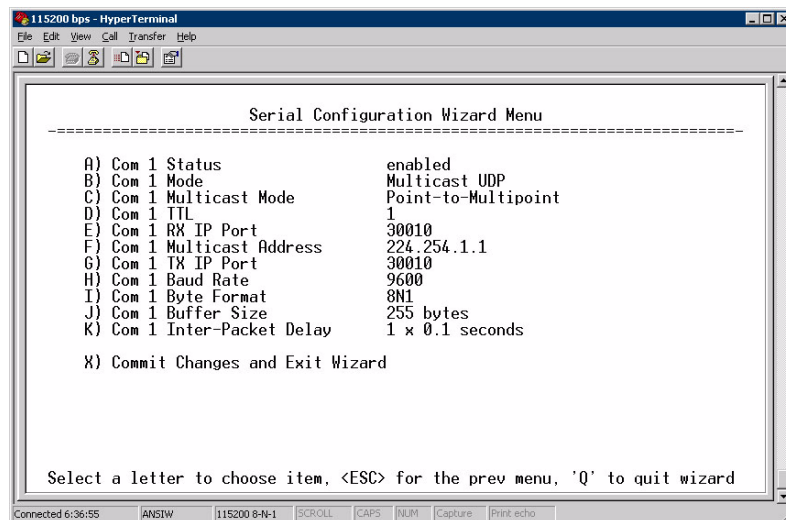 115200 bps - HyperTerminal
File Edit View Call Transfer Help
Serial Configuration Wizard Menu
-==========================================================================-
A) Com 1 Status enabled
B) Com 1 Mode Multicast UDP
C) Com 1 Multicast Mode Point-to-Multipoint
D) Com 1 TTL 1
E) Com 1 RX IP Port 30010
F) Com 1 Multicast Address 224.254.1.1
G) Com 1 TX IP Port 30010
H) Com 1 Baud Rate 9600
I) Com 1 Byte Format 8N1
J) Com 1 Buffer Size 255 bytes
K) Com 1 Inter-Packet Delay 1 x 0.1 seconds
X) Commit Changes and Exit Wizard
Select a letter to choose item, <ESC> for the prev menu, 'Q' to quit wizard
Connected 6:36:55 ANSIW 115200 8-N-1 SCROLL CAPS NUM Capture Print echo